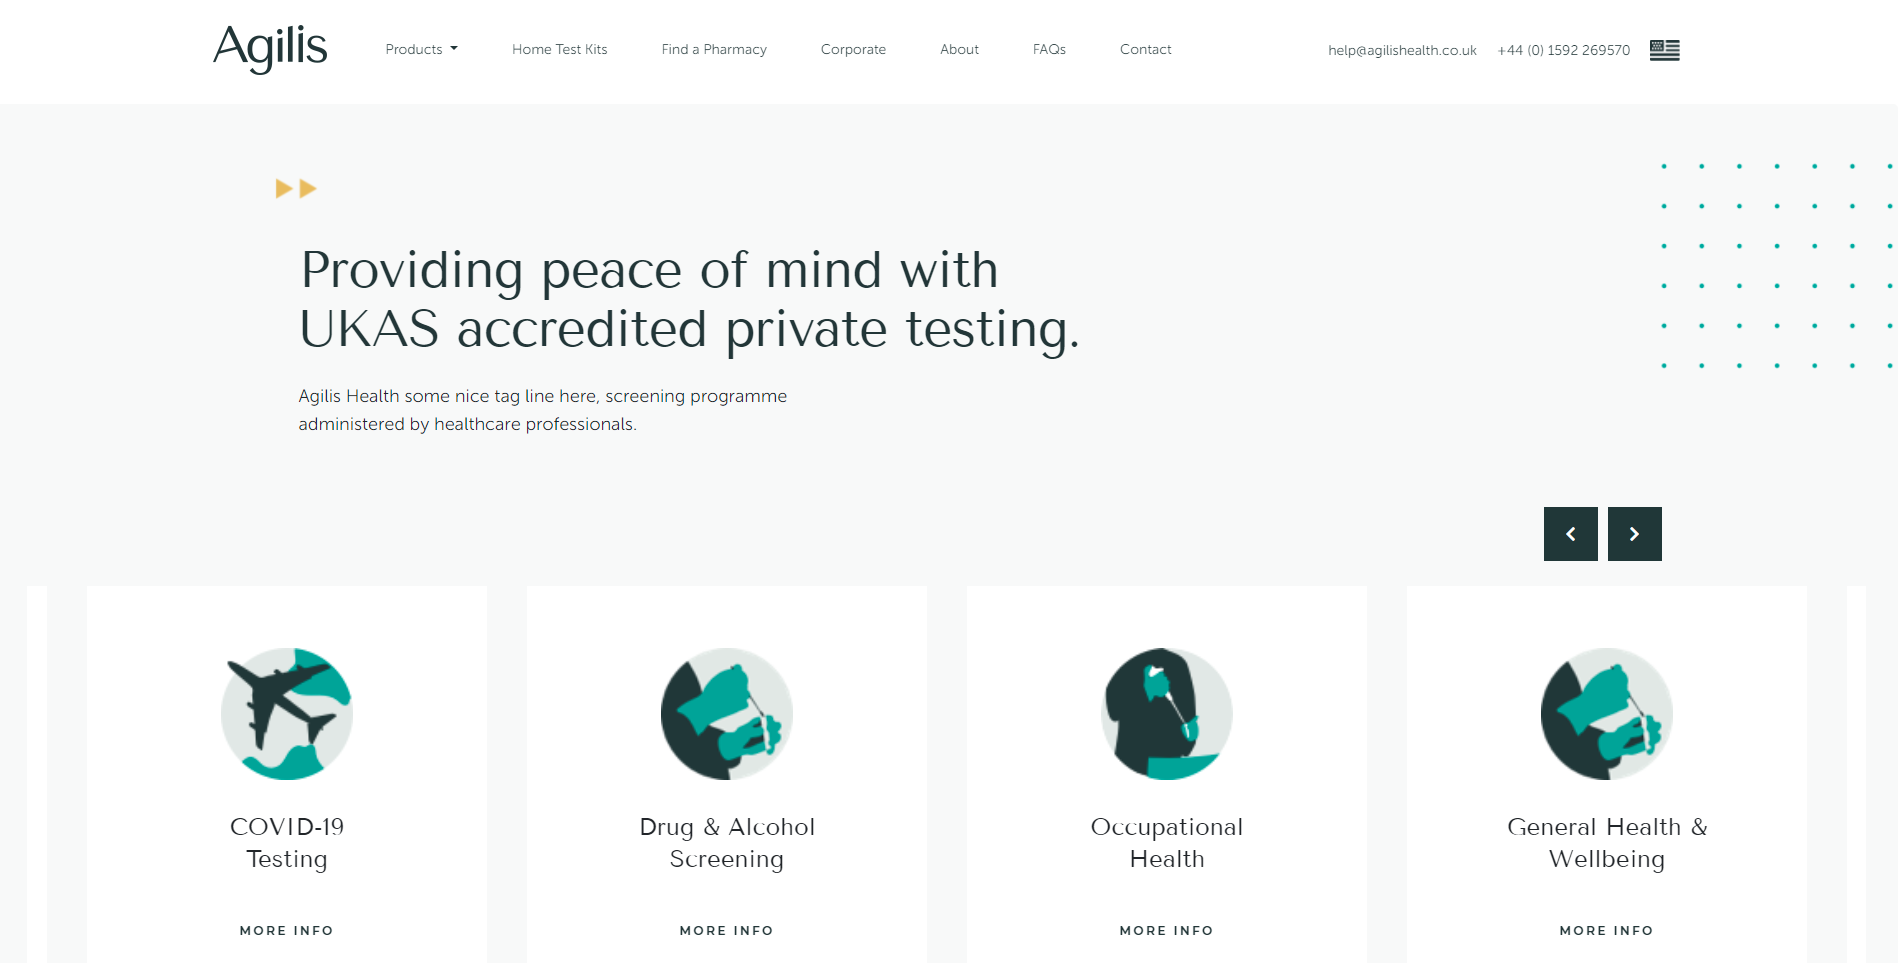 Agilis
Products
Home Test Kits
Find a Pharmacy
Corporate
About
FAQs
Contact
help@agilishealth.co.uk
+44 (0) 1592 269570
Providing peace of mind with
UKAS accredited private testing.
Agilis Health some nice tag line here, screening programme
administered by healthcare professionals.
COVID-19
Testing
MORE INFO
Drug & Alcohol
Screening
MORE INFO
Occupational
Health
MORE INFO
General Health &
Wellbeing
MORE INFO